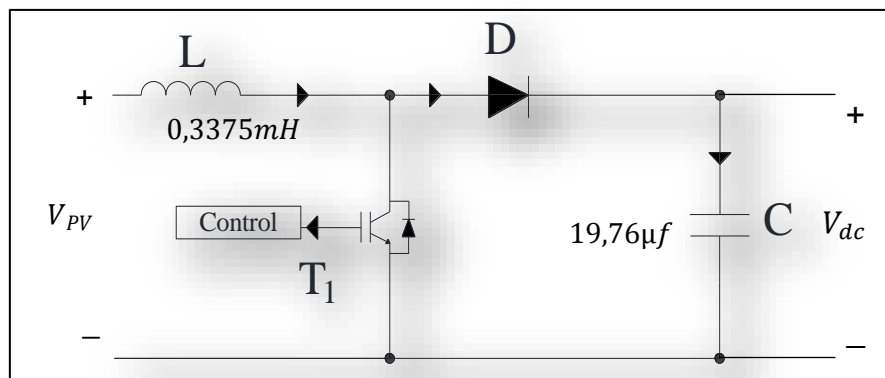 L
D
+
0,3375mH
+
V_PV
Control
19,76μf
C
V_dc
T_1
−
−